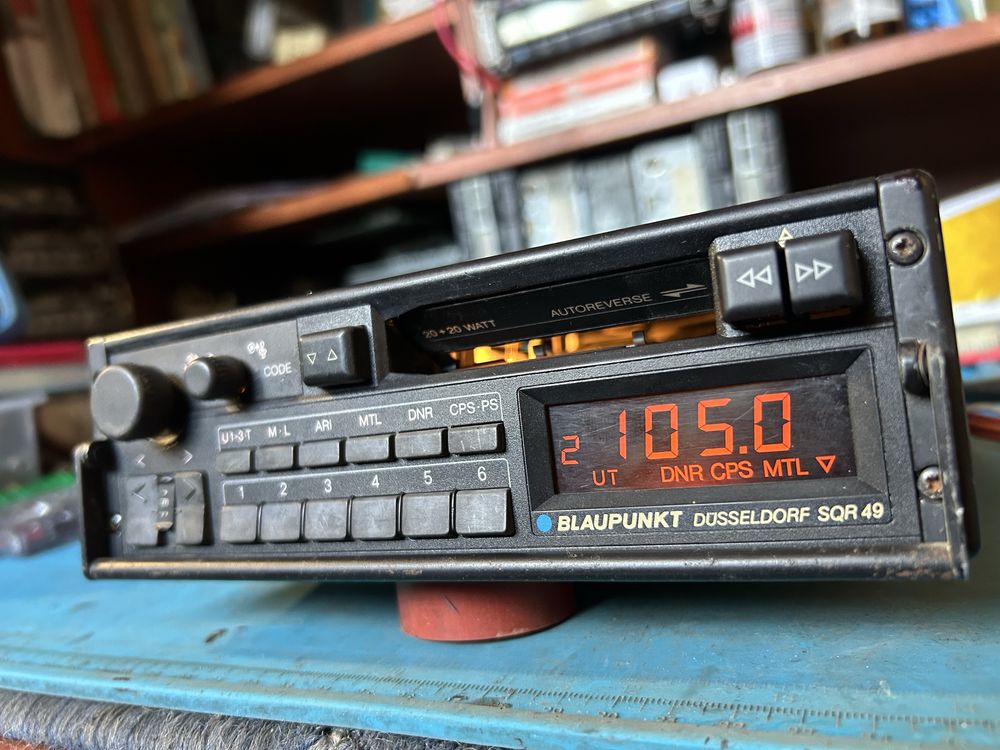 20+20 WATT AUTOREVERSE
CODE
U1-3·T M·L ARI MTL DNR CPS·PS
1 2 3 4 5 6
2 105.0
UT DNR CPS MTL
BLAUPUNKT DÜSSELDORF SQR 49